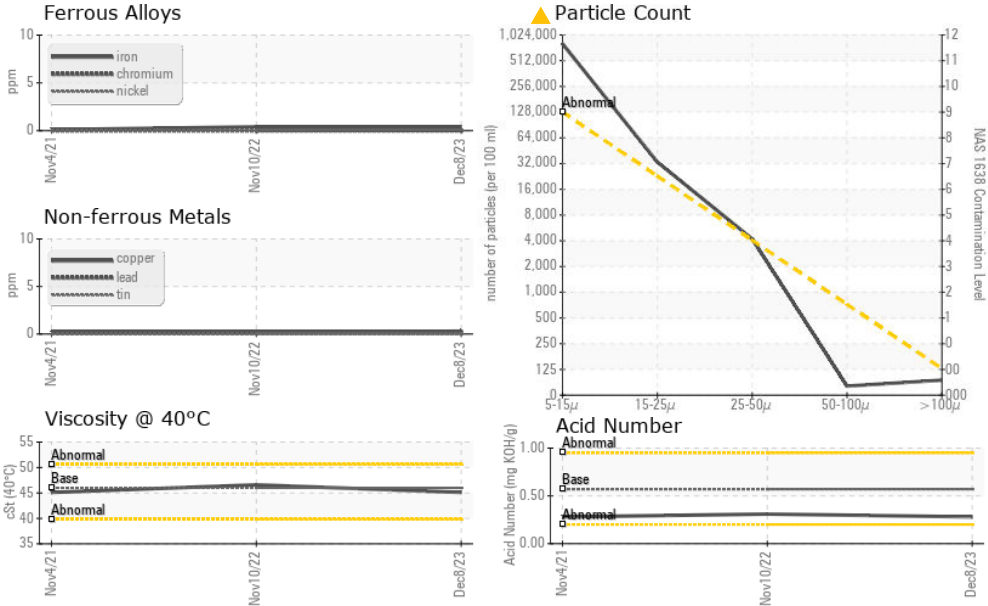 Ferrous Alloys
10
5
0
ppm
iron
chromium
nickel
Nov4/21
Nov10/22
Dec8/23
Non-ferrous Metals
10
5
0
ppm
copper
lead
tin
Nov4/21
Nov10/22
Dec8/23
Viscosity @ 40°C
55
50
45
40
35
cSt (40°C)
Abnormal
Base
Abnormal
Nov4/21
Nov10/22
Dec8/23
Particle Count
number of particles (per 100 ml)
1,024,000
512,000
256,000
128,000
64,000
32,000
16,000
8,000
4,000
2,000
1,000
500
250
125
0
Abnormal
12
11
10
9
8
7
6
5
4
3
2
1
0
00
000
NAS 1638 Contamination Level
5-15µ
15-25µ
25-50µ
50-100µ
>100µ
Acid Number
Acid Number (mg KOH/g)
1.00
0.50
0.00
Abnormal
Base
Abnormal
Nov4/21
Nov10/22
Dec8/23